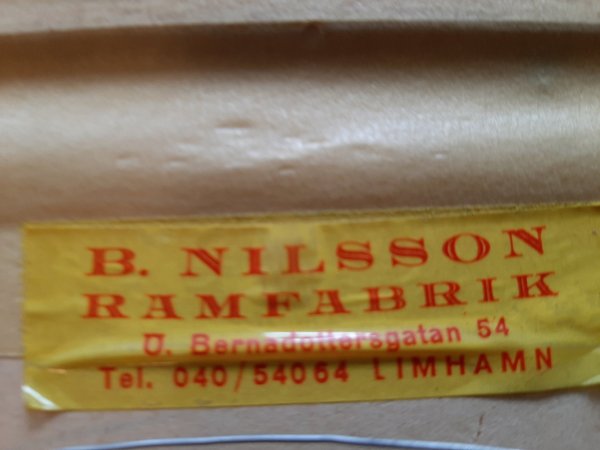 B. NILSSON
RAMFABRIK
Ö. Bernadottersgatan 54
Tel. 040/54064 LIMHAMN